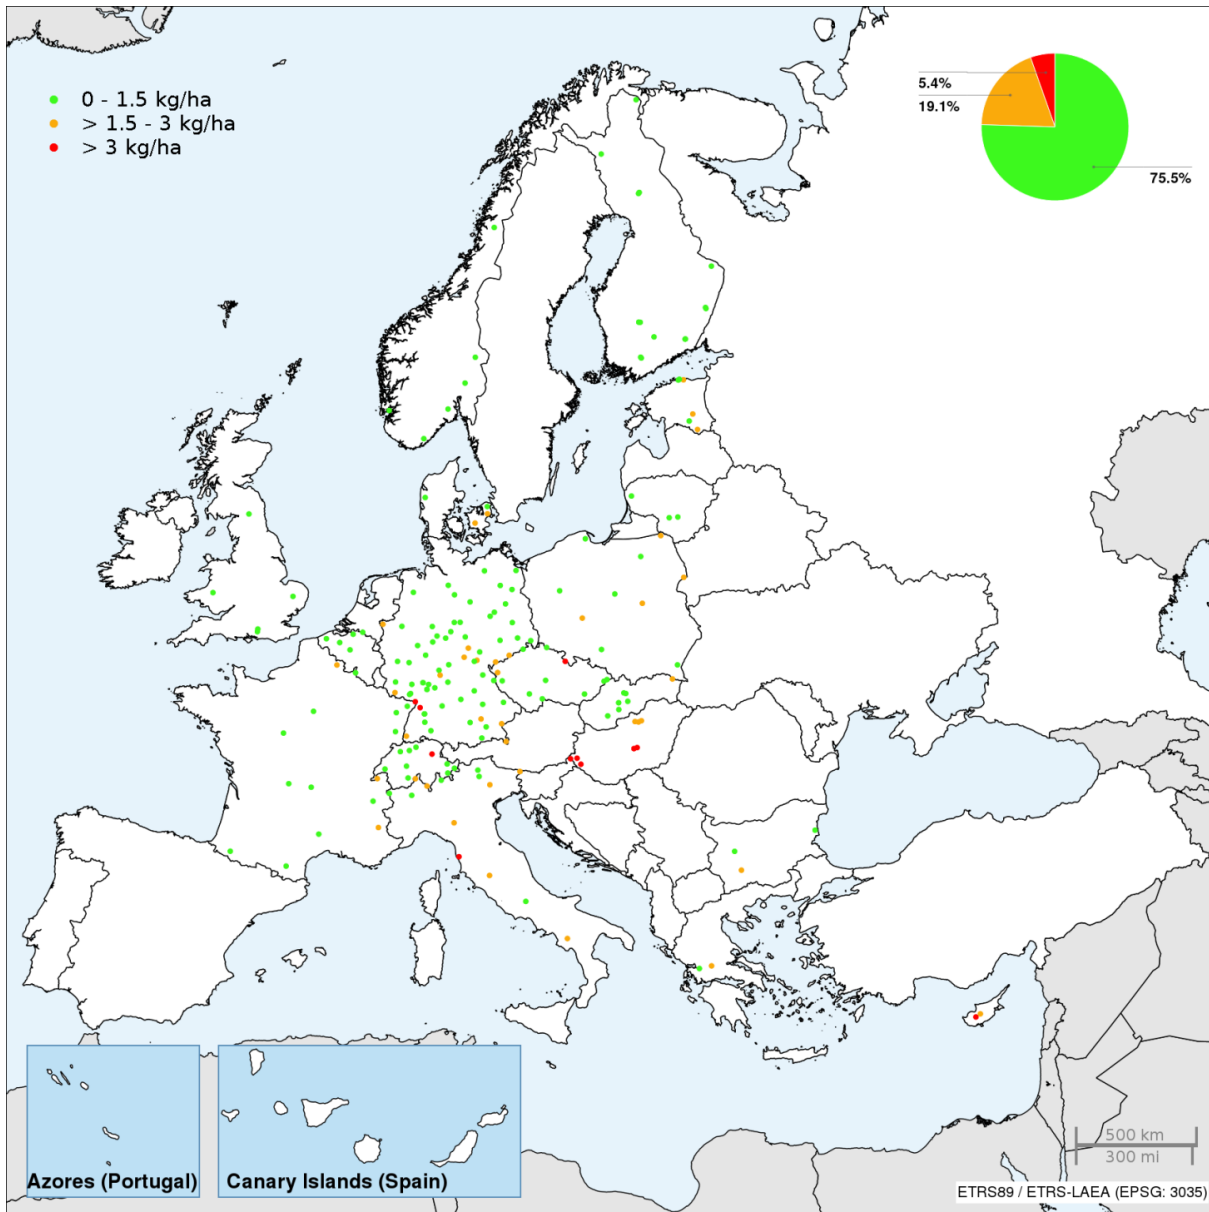 0 - 1.5 kg/ha
> 1.5 - 3 kg/ha
> 3 kg/ha
5.4%
19.1%
75.5%
Azores (Portugal)
Canary Islands (Spain)
500 km
300 mi
ETRS89 / ETRS-LAEA (EPSG: 3035)